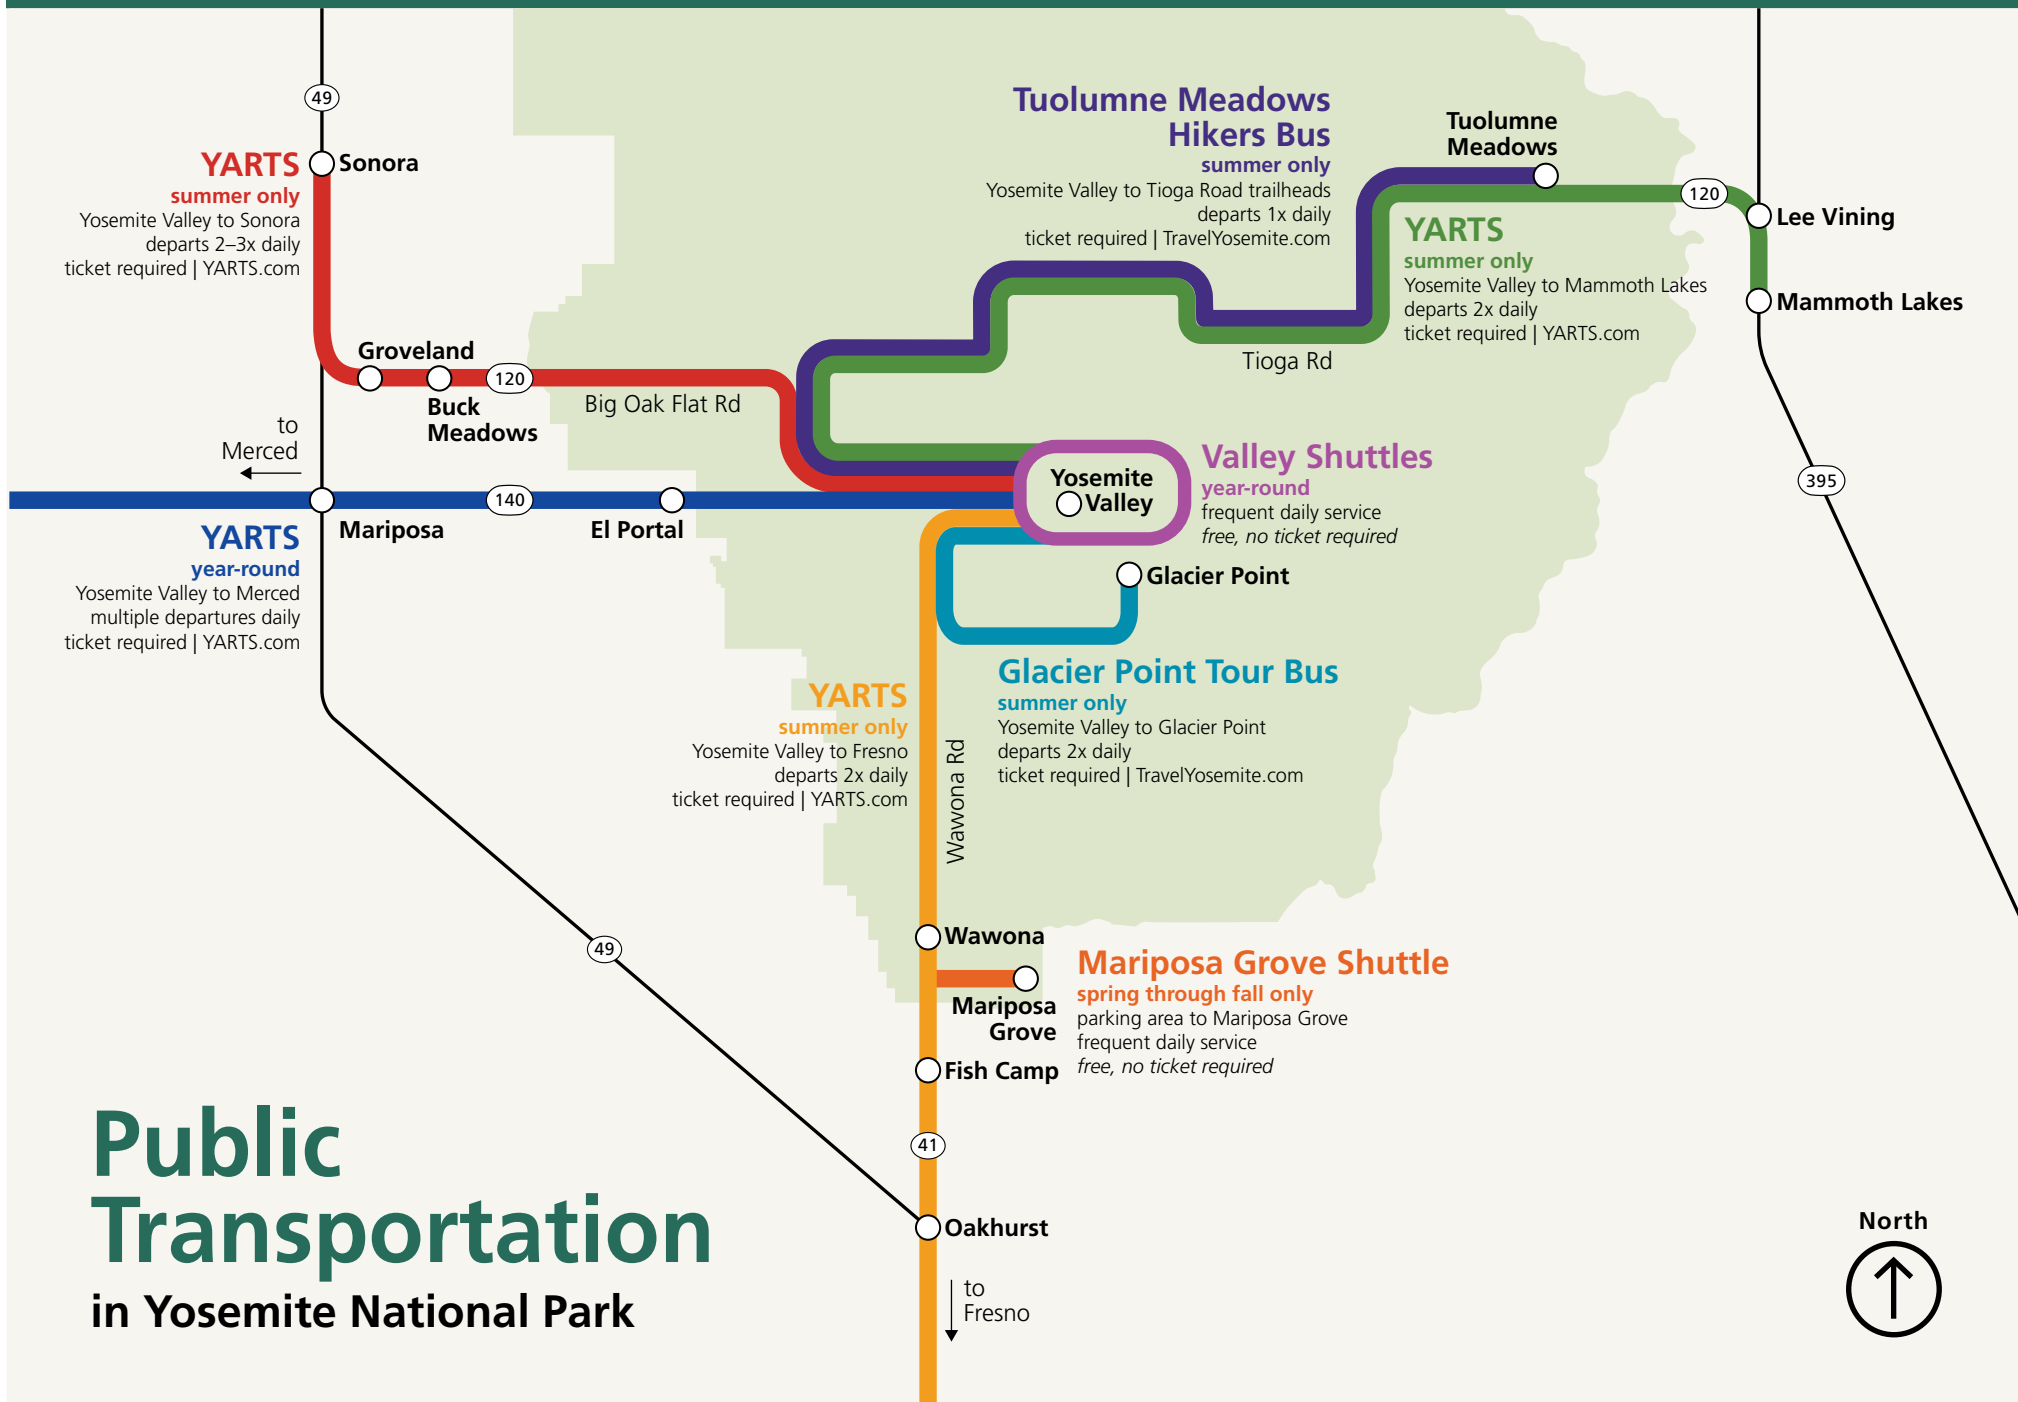 49
Sonora
YARTS
summer only
Yosemite Valley to Sonora
departs 2–3x daily
ticket required | YARTS.com
Groveland
Buck
Meadows
120
Big Oak Flat Rd
to
Merced
Tuolumne Meadows
Hikers Bus
summer only
Yosemite Valley to Tioga Road trailheads
departs 1x daily
ticket required | TravelYosemite.com
Tuolumne
Meadows
120
Lee Vining
Mammoth Lakes
YARTS
summer only
Yosemite Valley to Mammoth Lakes
departs 2x daily
ticket required | YARTS.com
Tioga Rd
395
Valley Shuttles
year-round
frequent daily service
free, no ticket required
Yosemite
Valley
140
Mariposa
El Portal
YARTS
year-round
Yosemite Valley to Merced
multiple departures daily
ticket required | YARTS.com
Glacier Point
Glacier Point Tour Bus
summer only
Yosemite Valley to Glacier Point
departs 2x daily
ticket required | TravelYosemite.com
YARTS
summer only
Yosemite Valley to Fresno
departs 2x daily
ticket required | YARTS.com
Wawona Rd
49
Wawona
Mariposa
Grove
Mariposa Grove Shuttle
spring through fall only
parking area to Mariposa Grove
frequent daily service
free, no ticket required
Fish Camp
41
Oakhurst
to
Fresno
Public
Transportation
in Yosemite National Park
North